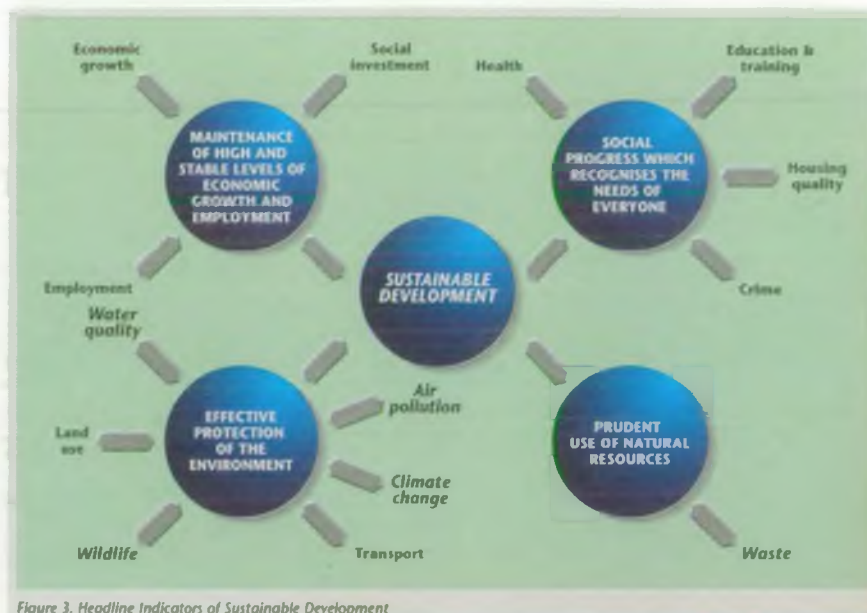 Economic
growth
Social
investment
MAINTENANCE
OF HIGH AND
STABLE LEVELS OF
ECONOMIC
GROWTH AND
EMPLOYMENT
Employment
Health
Education &
training
SOCIAL
PROGRESS WHICH
RECOGNISES THE
NEEDS OF
EVERYONE
Housing
quality
Crime
SUSTAINABLE
DEVELOPMENT
Water
quality
Air
pollution
EFFECTIVE
PROTECTION
OF THE
ENVIRONMENT
Land
use
Climate
change
Wildlife
Transport
PRUDENT
USE OF NATURAL
RESOURCES
Waste
Figure 3. Headline Indicators of Sustainable Development